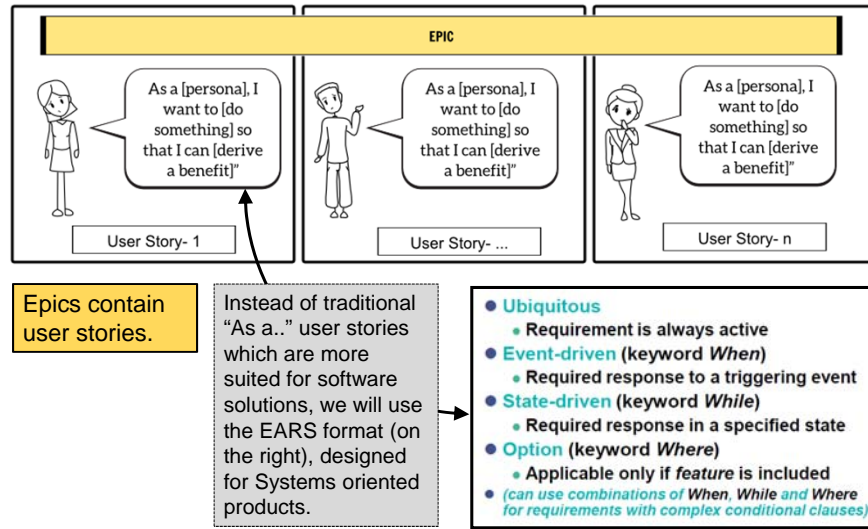 EPIC
As a [persona], I
want to [do
something] so
that I can [derive
a benefit]”
User Story- 1
As a [persona], I
want to [do
something] so
that I can [derive
a benefit]”
User Story- ...
As a [persona], I
want to [do
something] so
that I can [derive
a benefit]”
User Story- n
Epics contain
user stories.
Instead of traditional
“As a..” user stories
which are more
suited for software
solutions, we will use
the EARS format (on
the right), designed
for Systems oriented
products.
Ubiquitous
Requirement is always active
Event-driven (keyword When)
Required response to a triggering event
State-driven (keyword While)
Required response in a specified state
Option (keyword Where)
Applicable only if feature is included
(can use combinations of When, While and Where
for requirements with complex conditional clauses)